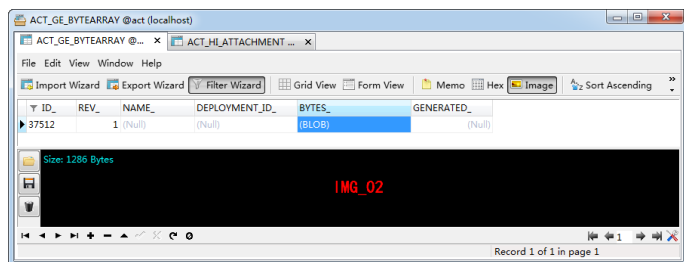 ACT_GE_BYTEARRAY @act (localhost)
ACT_GE_BYTEARRAY @... × ACT_HI_ATTACHMENT ... ×
File Edit View Window Help
Import Wizard Export Wizard Filter Wizard Grid View Form View Memo Hex Image Sort Ascending »
ID_ REV_ NAME_ DEPLOYMENT_ID_ BYTES_ GENERATED_
37512 1 (Null) (Null) (BLOB) (Null)
Size: 1286 Bytes
IMG_02
1
Record 1 of 1 in page 1